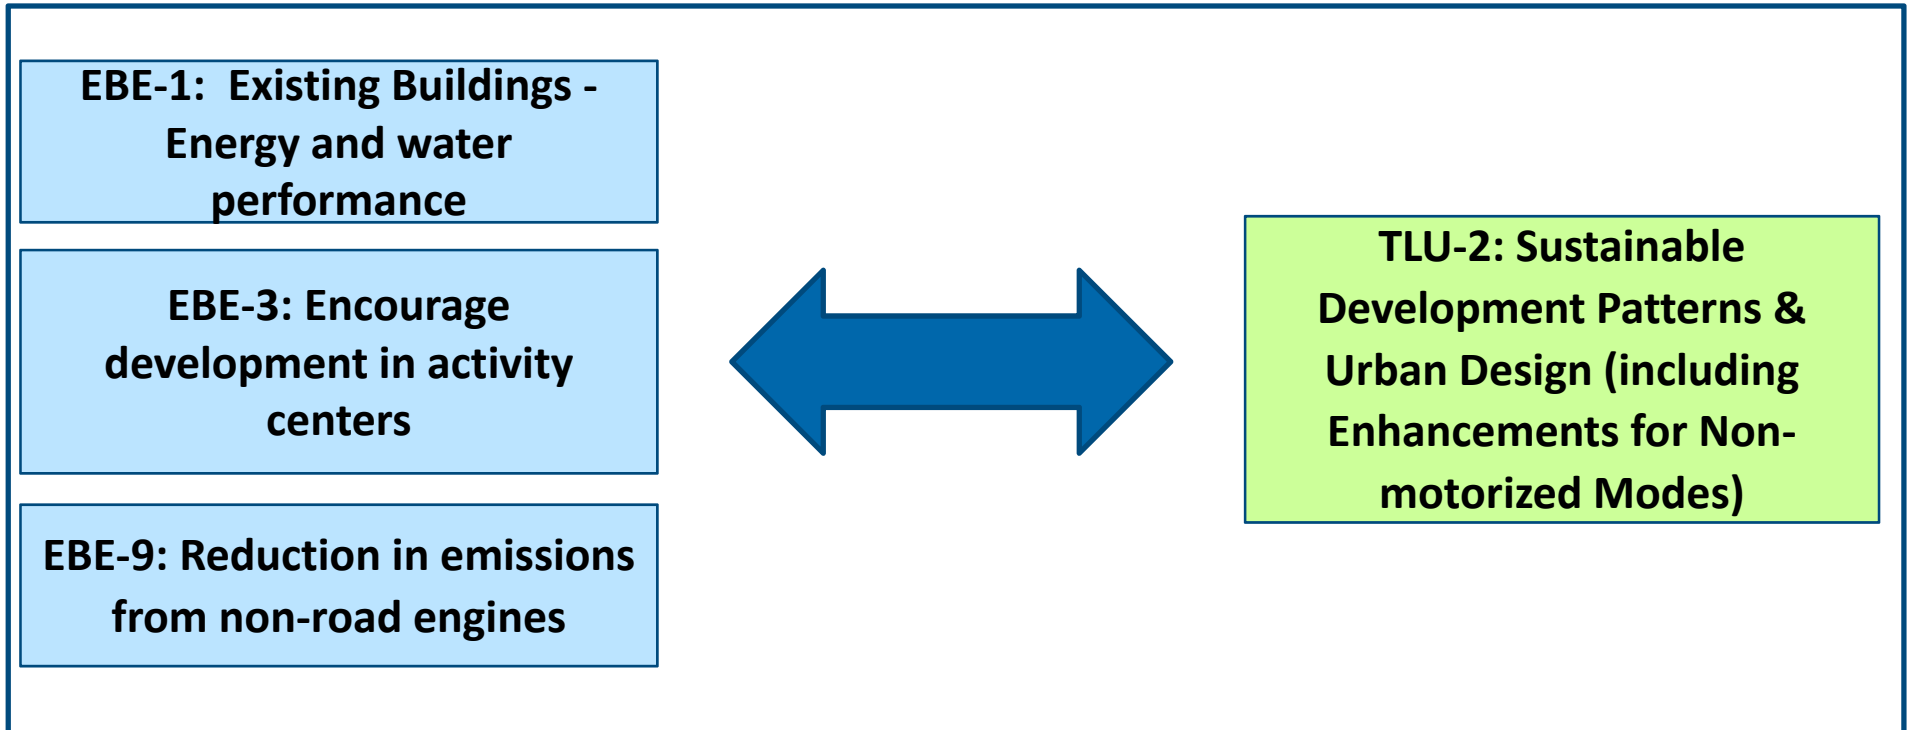 EBE-1:  Existing Buildings -
Energy and water
performance
EBE-3: Encourage
development in activity
centers
EBE-9: Reduction in emissions
from non-road engines
TLU-2: Sustainable
Development Patterns &
Urban Design (including
Enhancements for Non-
motorized Modes)